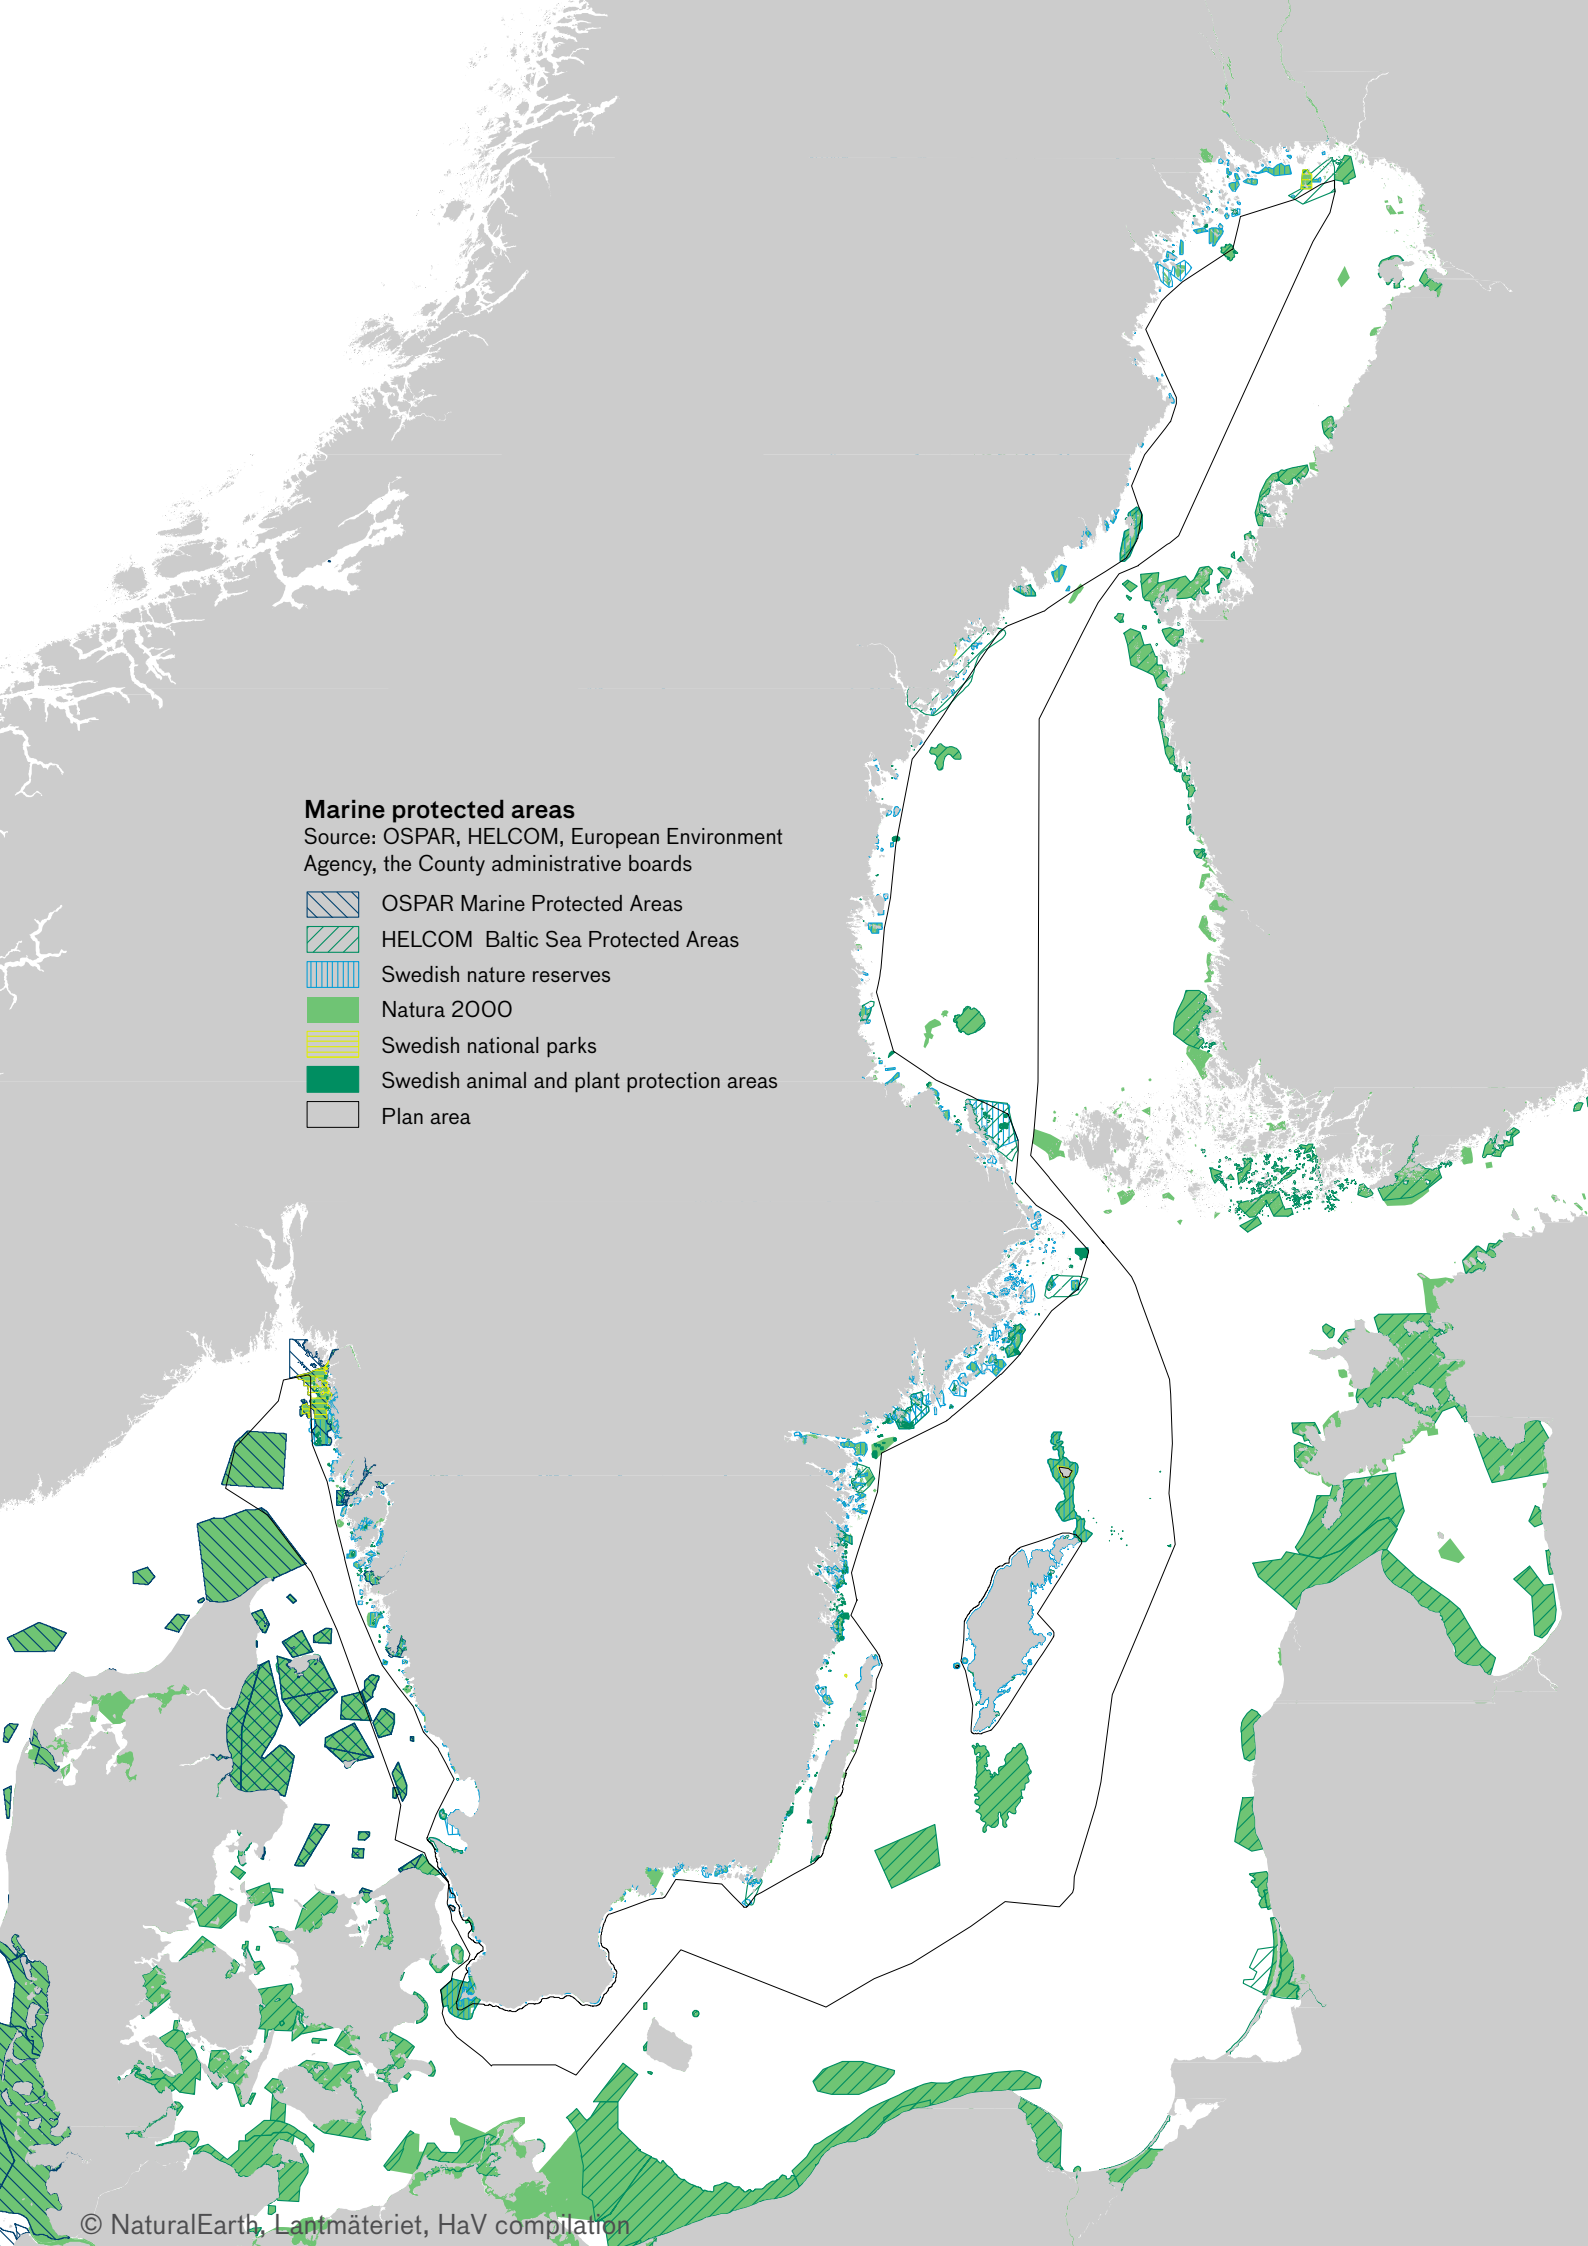 Marine protected areas
Source: OSPAR, HELCOM, European Environment
Agency, the County administrative boards
OSPAR Marine Protected Areas
HELCOM Baltic Sea Protected Areas
Swedish nature reserves
Natura 2000
Swedish national parks
Swedish animal and plant protection areas
Plan area
© NaturalEarth, Lantmäteriet, HaV compilation